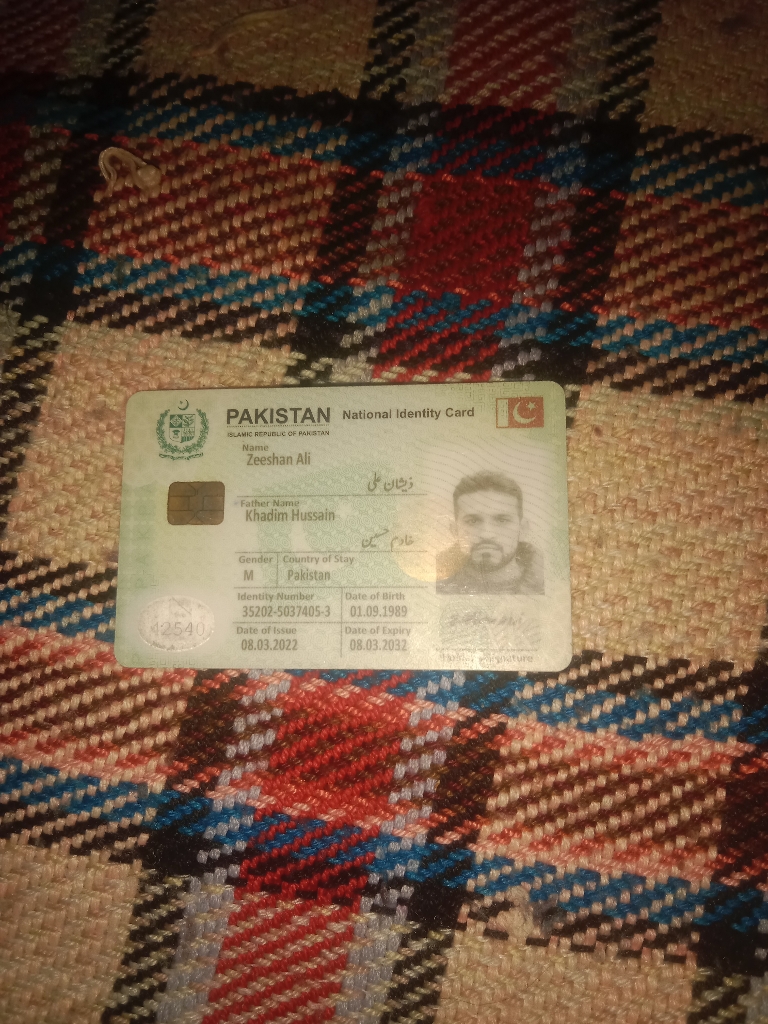 PAKISTAN National Identity Card
ISLAMIC REPUBLIC OF PAKISTAN
Name
Zeeshan Ali
ذیشان علی
Father Name
Khadim Hussain
خادم حسین
Gender Country of Stay
M Pakistan
Identity Number Date of Birth
35202-5037405-3 01.09.1989
Date of Issue Date of Expiry
08.03.2022 08.03.2032
42540
Holder's Signature